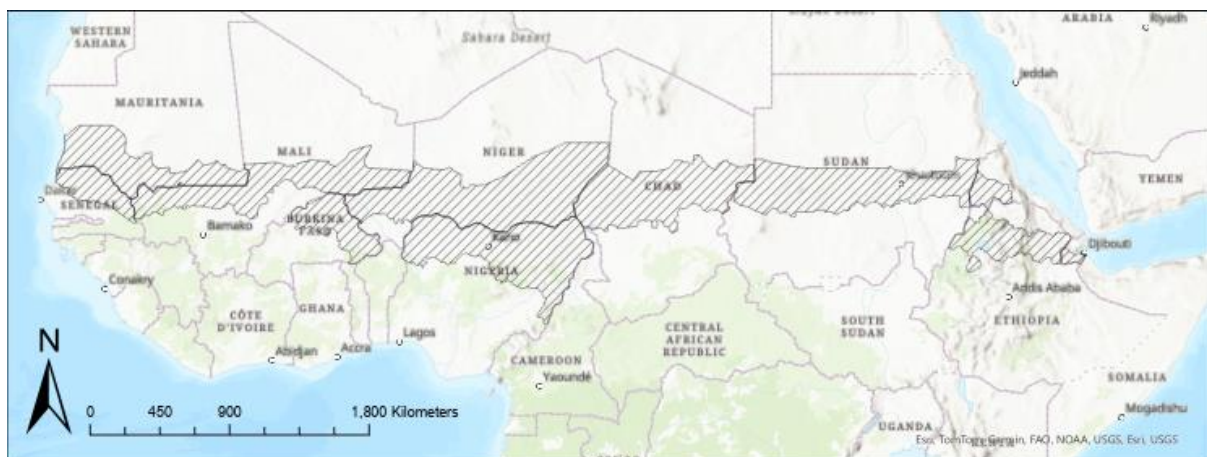 WESTERN
SAHARA
Sahara Desert
ARABIA
Riyadh
Jeddah
MAURITANIA
MALI
NIGER
CHAD
SUDAN
Khartoum
YEMEN
Dakar
SENEGAL
Bamako
BURKINA
FASO
Kano
NIGERIA
Djibouti
Conakry
CÔTE
D'IVOIRE
GHANA
Addis Ababa
ETHIOPIA
Abidjan
Accra
Lagos
CENTRAL
AFRICAN
REPUBLIC
SOUTH
SUDAN
CAMEROON
Yaoundé
SOMALIA
Mogadishu
UGANDA
KENYA
N
0 450 900 1,800 Kilometers
Esri, TomTom, Garmin, FAO, NOAA, USGS, Esri, USGS